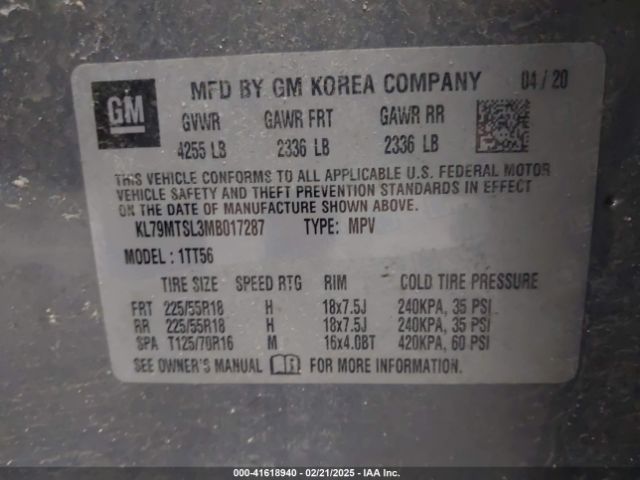 GM
MFD BY GM KOREA COMPANY 04/20
GVWR GAWR FRT GAWR RR
4255 LB 2336 LB 2336 LB
THIS VEHICLE CONFORMS TO ALL APPLICABLE U.S. FEDERAL MOTOR
VEHICLE SAFETY AND THEFT PREVENTION STANDARDS IN EFFECT
ON THE DATE OF MANUFACTURE SHOWN ABOVE.
KL79MTSL3MB017287 TYPE: MPV
MODEL: 1TT56
TIRE SIZE SPEED RTG RIM COLD TIRE PRESSURE
FRT 225/55R18 H 18x7.5J 240KPA, 35 PSI
RR 225/55R18 H 18x7.5J 240KPA, 35 PSI
SPA T125/70R16 M 16x4.0BT 420KPA, 60 PSI
SEE OWNER'S MANUAL FOR MORE INFORMATION.
000-41618940 - 02/21/2025 - IAA Inc.